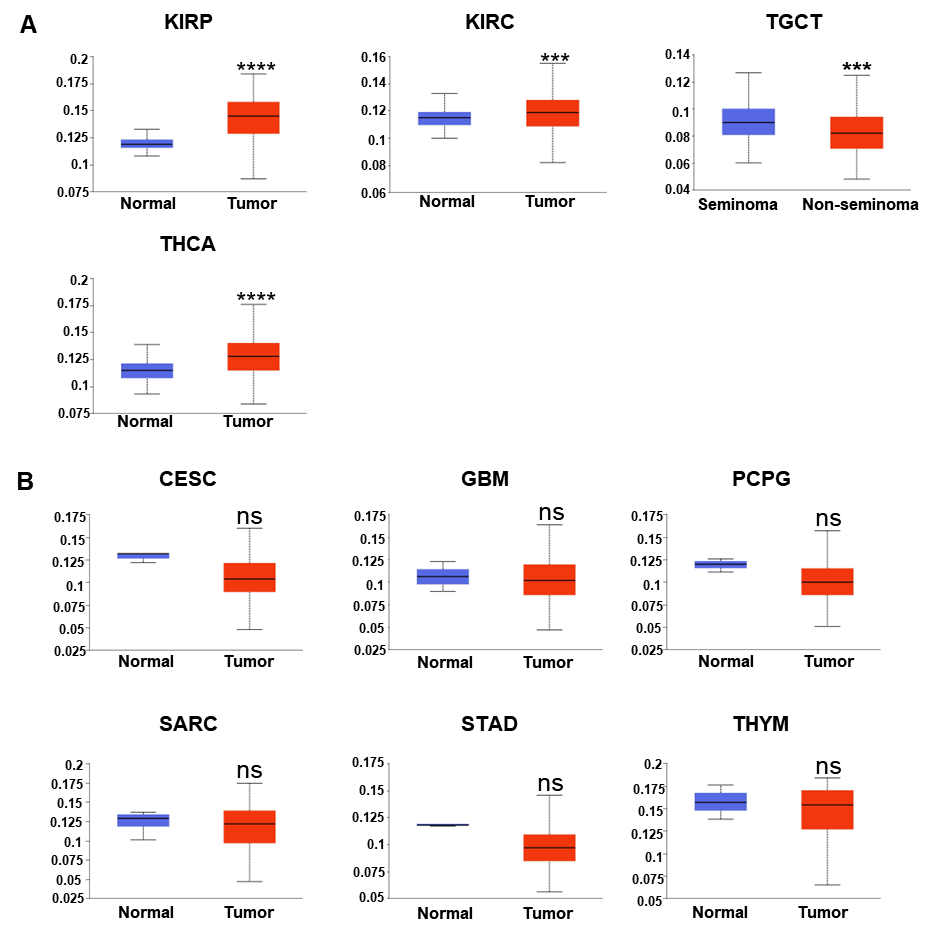 A
KIRP
KIRC
TGCT
0.2
0.175
0.15
0.125
0.1
0.075
****
Normal
Tumor
0.16
0.14
0.12
0.1
0.08
0.06
***
Normal
Tumor
0.14
0.12
0.1
0.08
0.06
0.04
***
Seminoma
Non-seminoma
THCA
0.2
0.175
0.15
0.125
0.1
0.075
****
Normal
Tumor
B
CESC
GBM
PCPG
0.175
0.15
0.125
0.1
0.075
0.05
0.025
ns
Normal
Tumor
0.175
0.15
0.125
0.1
0.075
0.05
0.025
ns
Normal
Tumor
0.175
0.15
0.125
0.1
0.075
0.05
0.025
ns
Normal
Tumor
SARC
STAD
THYM
0.2
0.175
0.15
0.125
0.1
0.075
0.05
0.025
ns
Normal
Tumor
0.175
0.15
0.125
0.1
0.075
0.05
ns
Normal
Tumor
0.2
0.175
0.15
0.125
0.1
0.075
0.05
ns
Normal
Tumor